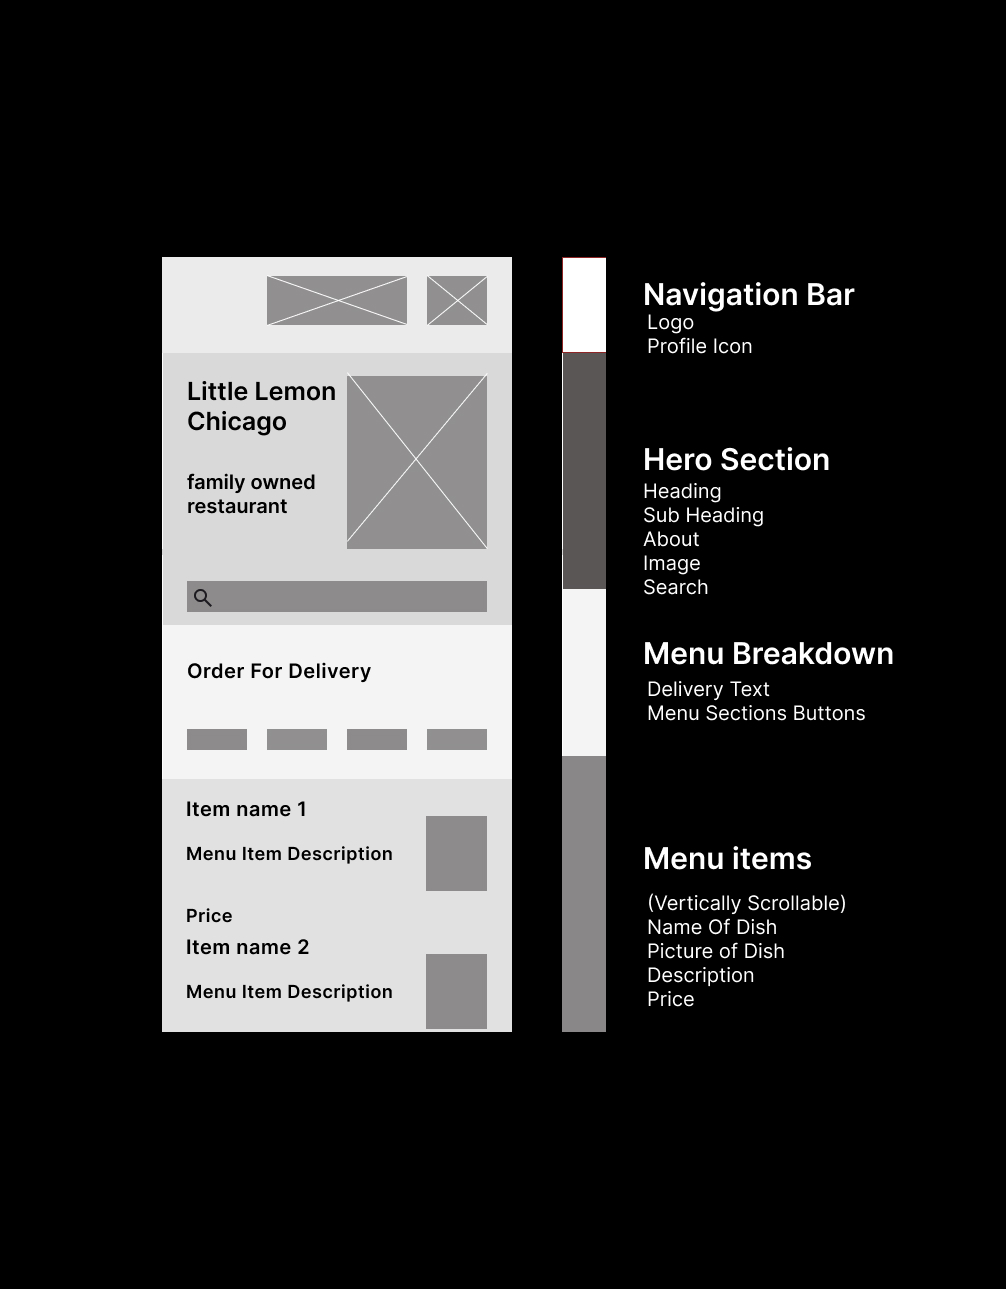 Little Lemon
Chicago
family owned
restaurant
Order For Delivery
Item name 1
Menu Item Description
Price
Item name 2
Menu Item Description
Navigation Bar
Logo
Profile Icon
Hero Section
Heading
Sub Heading
About
Image
Search
Menu Breakdown
Delivery Text
Menu Sections Buttons
Menu items
(Vertically Scrollable)
Name Of Dish
Picture of Dish
Description
Price